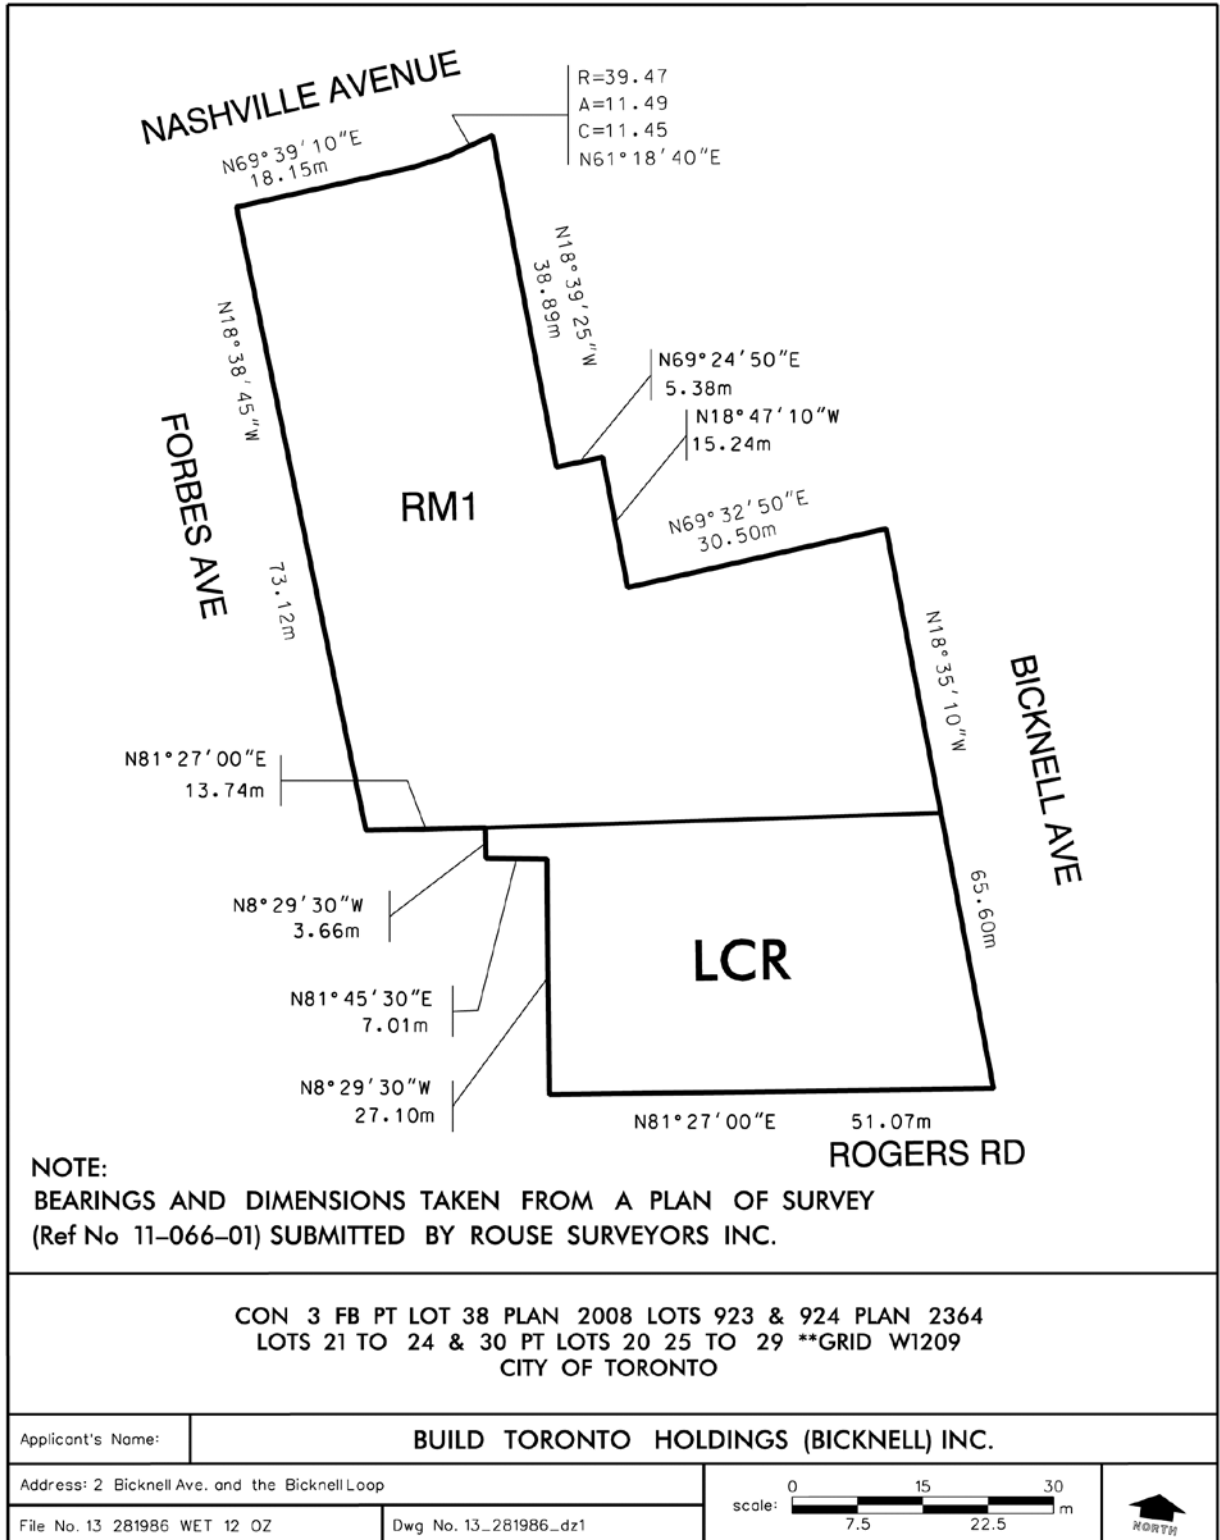 NASHVILLE AVENUE
R=39.47
A=11.49
C=11.45
N61°18'40"E
N69°39'10"E
18.15m
N18°39'25"W
38.89m
N18°38'45"W
73.12m
FORBES AVE
N69°24'50"E
5.38m
N18°47'10"W
15.24m
RM1
N69°32'50"E
30.50m
N18°35'10"W
65.60m
BICKNELL AVE
N81°27'00"E
13.74m
N8°29'30"W
3.66m
LCR
N81°45'30"E
7.01m
N8°29'30"W
27.10m
N81°27'00"E 51.07m
ROGERS RD
NOTE:
BEARINGS AND DIMENSIONS TAKEN FROM A PLAN OF SURVEY
(Ref No 11–066–01) SUBMITTED BY ROUSE SURVEYORS INC.
CON 3 FB PT LOT 38 PLAN 2008 LOTS 923 & 924 PLAN 2364
LOTS 21 TO 24 & 30 PT LOTS 20 25 TO 29 **GRID W1209
CITY OF TORONTO
Applicant's Name: BUILD TORONTO HOLDINGS (BICKNELL) INC.
Address: 2 Bicknell Ave. and the Bicknell Loop
File No. 13 281986 WET 12 OZ
Dwg No. 13_281986_dz1
0 15 30
scale: m
7.5 22.5
NORTH